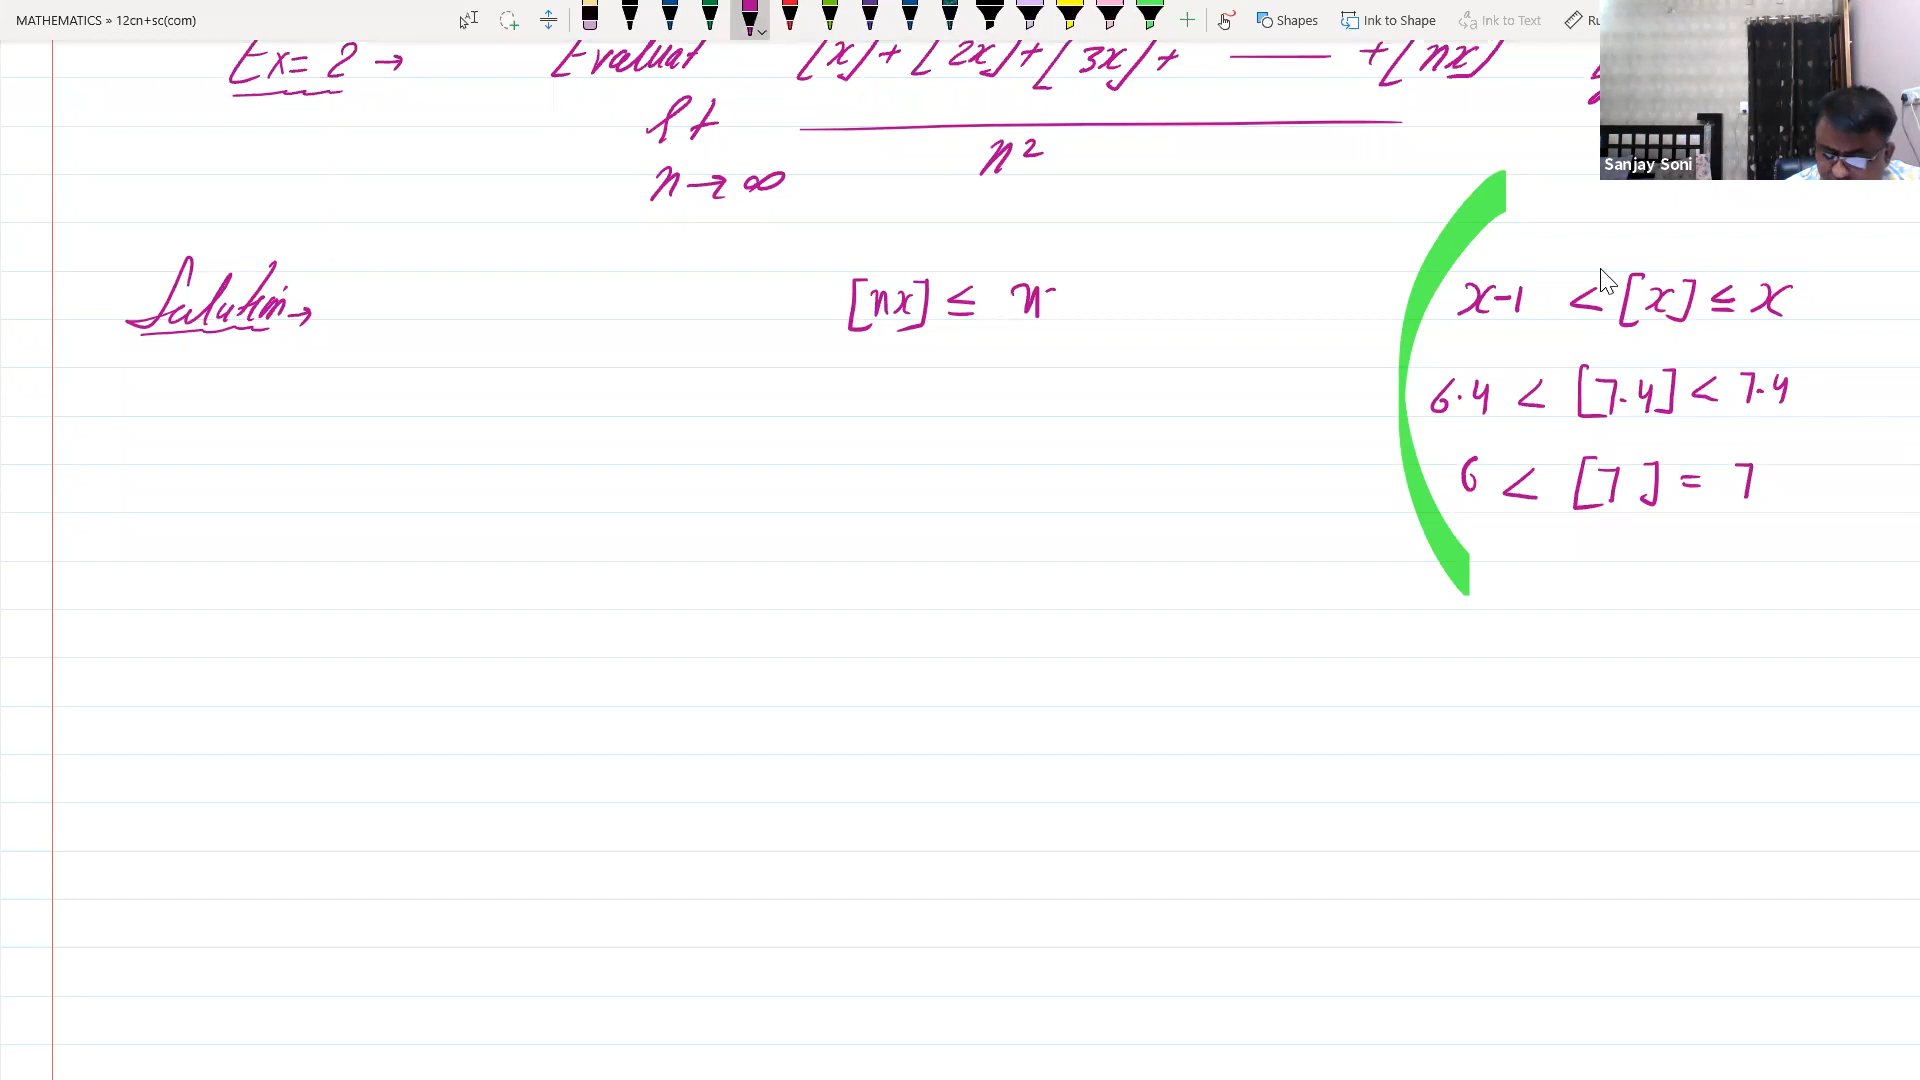 MATHEMATICS » 12cn+sc(com)
Shapes Ink to Shape Ink to Text Ru
Ex=2 → Evaluat [x]+[2x]+[3x]+ —— +[nx]
lt
n→∞
n²
Sanjay Soni
Solution→ [nx] ≤ n
x-1 < [x] ≤ x
6.4 < [7.4] < 7.4
6 < [7] = 7